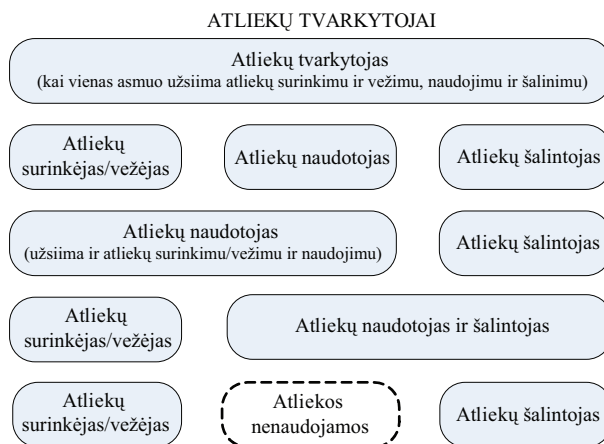 ATLIEKŲ TVARKYTOJAI
Atliekų tvarkytojas
(kai vienas asmuo užsiima atliekų surinkimu ir vežimu, naudojimu ir šalinimu)
Atliekų
surinkėjas/vežėjas
Atliekų naudotojas
Atliekų šalintojas
Atliekų naudotojas
(užsiima ir atliekų surinkimu/vežimu ir naudojimu)
Atliekų šalintojas
Atliekų
surinkėjas/vežėjas
Atliekų naudotojas ir šalintojas
Atliekų
surinkėjas/vežėjas
Atliekos
nenaudojamos
Atliekų šalintojas